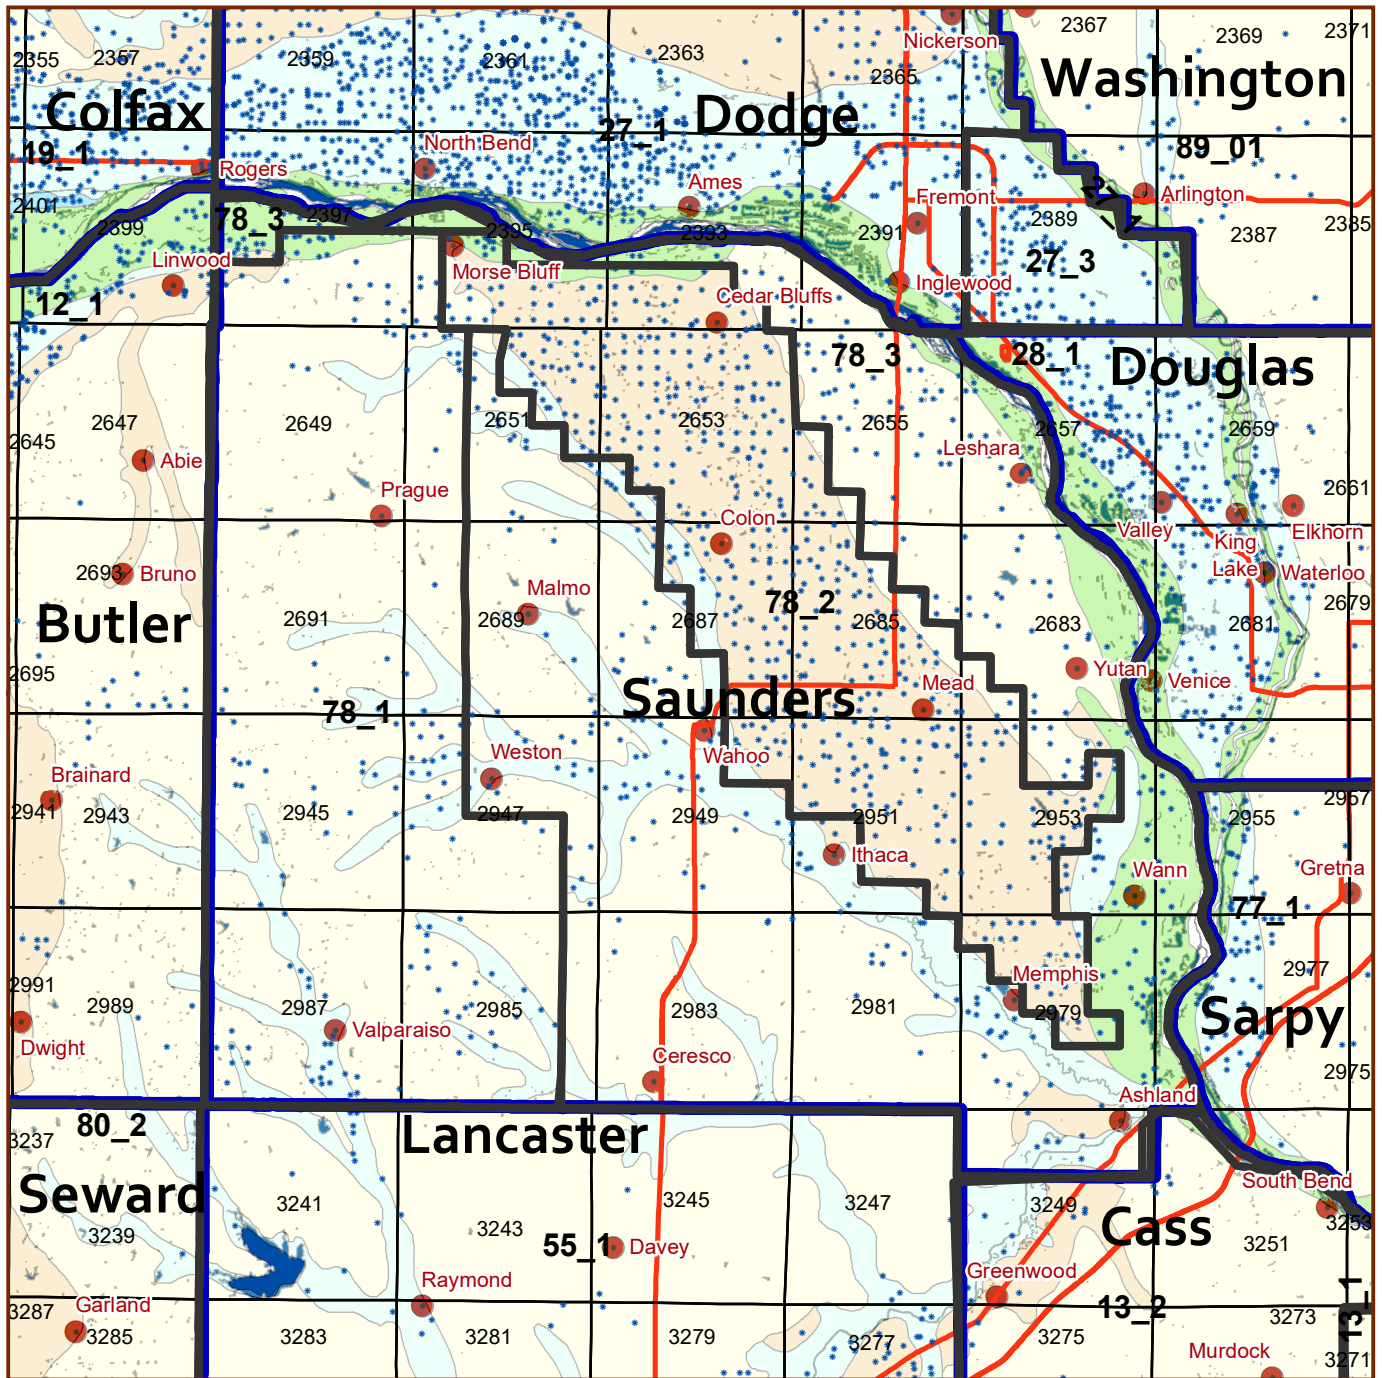 2367
2371
2369
Nickerson
2355
2357
2359
2361
2363
2365
Washington
Colfax
27_1
Dodge
19_1
North Bend
89_01
Rogers
Ames
Fremont
27_1
Arlington
2401
2399
78_3
2397
2395
2393
2391
2389
2387
2385
Linwood
Morse Bluff
27_3
Inglewood
12_1
Cedar Bluffs
78_3
28_1
Douglas
2645
2647
2649
2651
2653
2655
2657
2659
Leshara
Abie
Prague
2661
Colon
Valley
King
Lake
Elkhorn
Waterloo
2693
Bruno
Malmo
78_2
2679
Butler
2691
2689
2687
2685
2683
2681
2695
Saunders
Mead
Yutan
Venice
78_1
Weston
Wahoo
Brainard
2941
2943
2945
2947
2949
2951
2953
2955
2957
Ithaca
Wann
Gretna
77_1
2977
Memphis
2991
2989
2987
2985
2983
2981
2979
Sarpy
Dwight
Valparaiso
Ceresco
2975
Ashland
80_2
Lancaster
3237
Seward
3241
3245
3247
3249
South Bend
3239
3243
55_1
Davey
Cass
3251
3253
Raymond
Greenwood
3287
Garland
3285
3283
3281
3279
3277
13_2
3275
3273
13_1
Murdock
3271